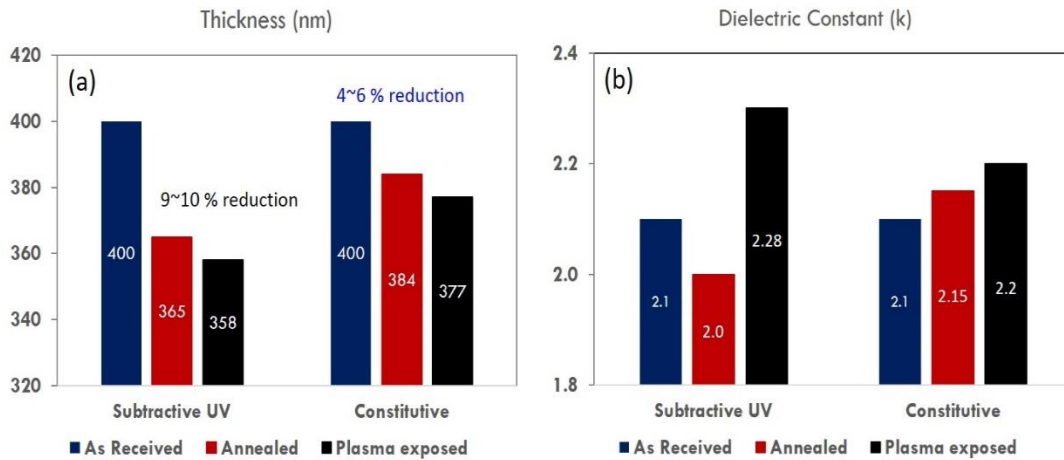 Thickness (nm)
420
400
380
360
340
320
(a)
4~6 % reduction
9~10 % reduction
400
365
358
400
384
377
Subtractive UV
Constitutive
As Received
Annealed
Plasma exposed
Dielectric Constant (k)
2.4
2.2
2.0
1.8
(b)
2.1
2.0
2.28
2.1
2.15
2.2
Subtractive UV
Constitutive
As Received
Annealed
Plasma exposed